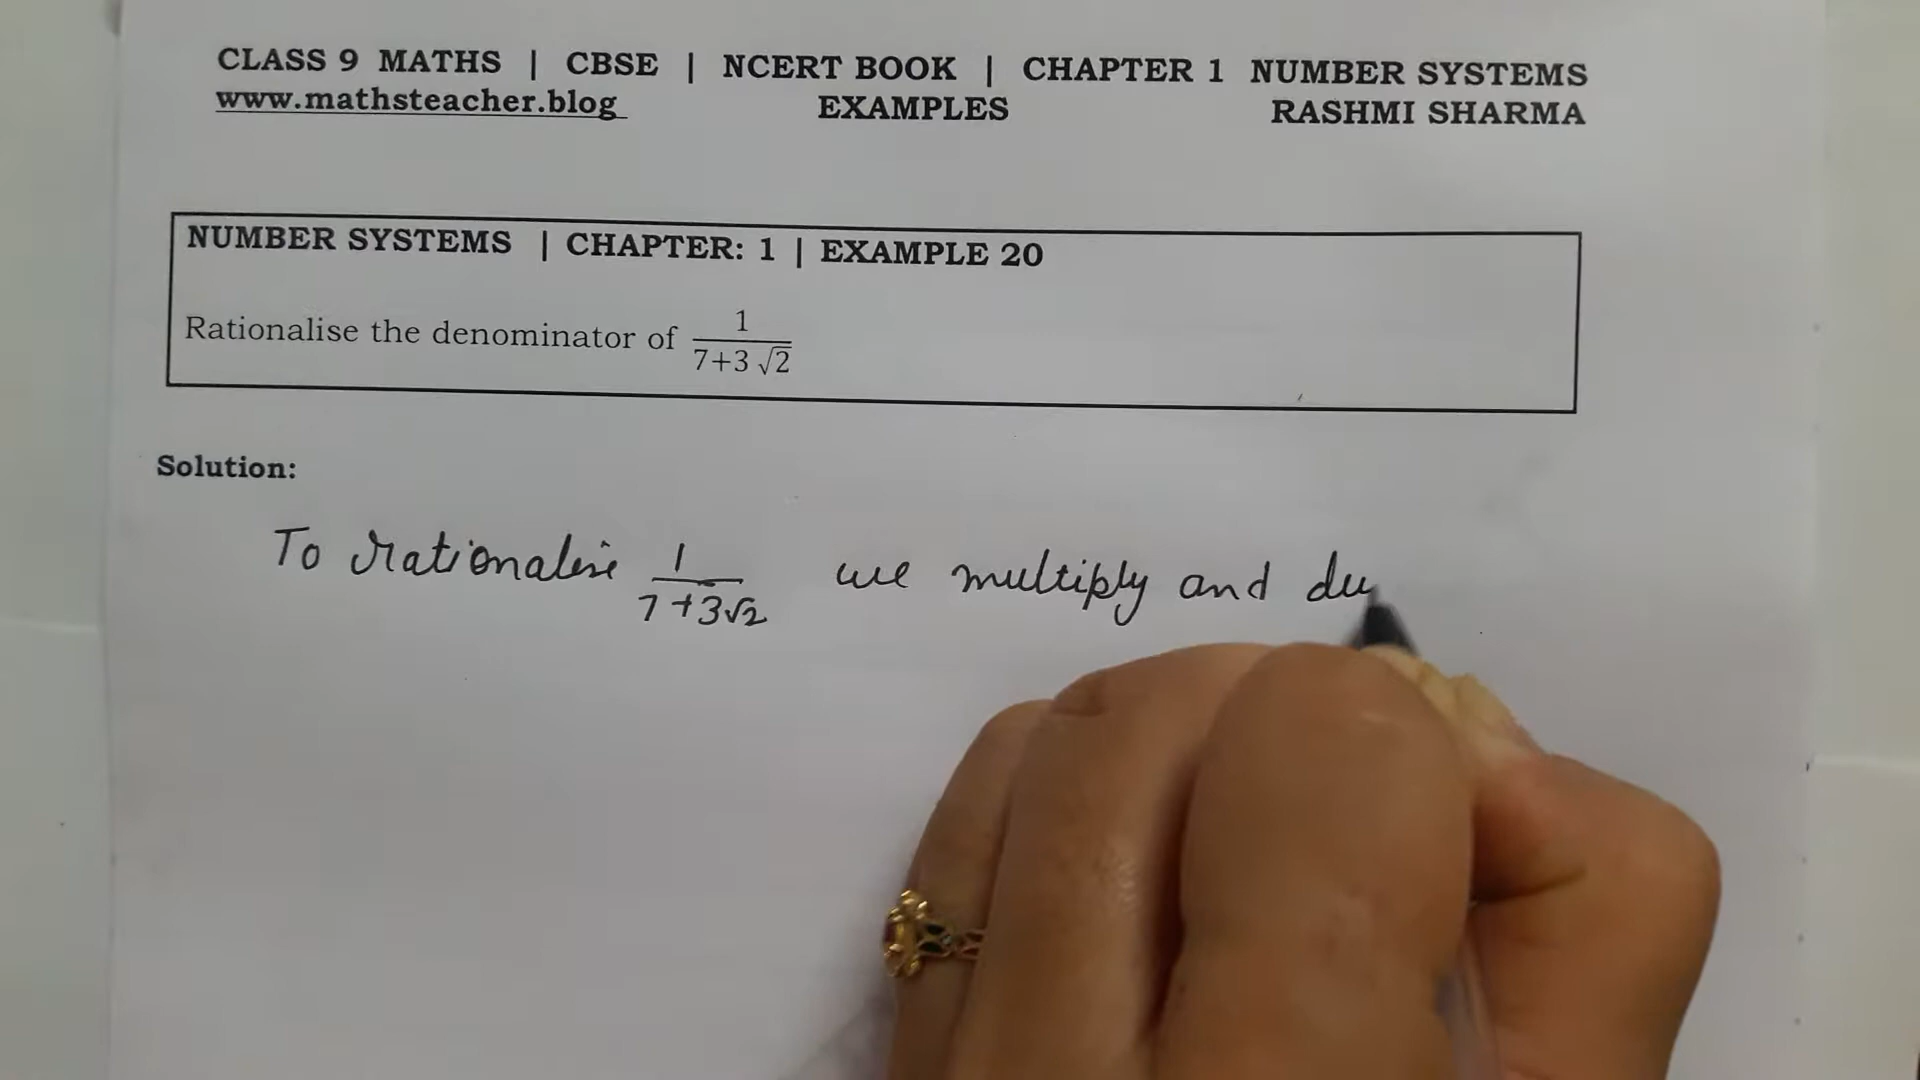 CLASS 9 MATHS | CBSE | NCERT BOOK | CHAPTER 1 NUMBER SYSTEMS
www.mathsteacher.blog EXAMPLES RASHMI SHARMA
NUMBER SYSTEMS | CHAPTER: 1 | EXAMPLE 20
Rationalise the denominator of 1/(7+3√2)
Solution:
To rationalise 1/(7+3√2) we multiply and